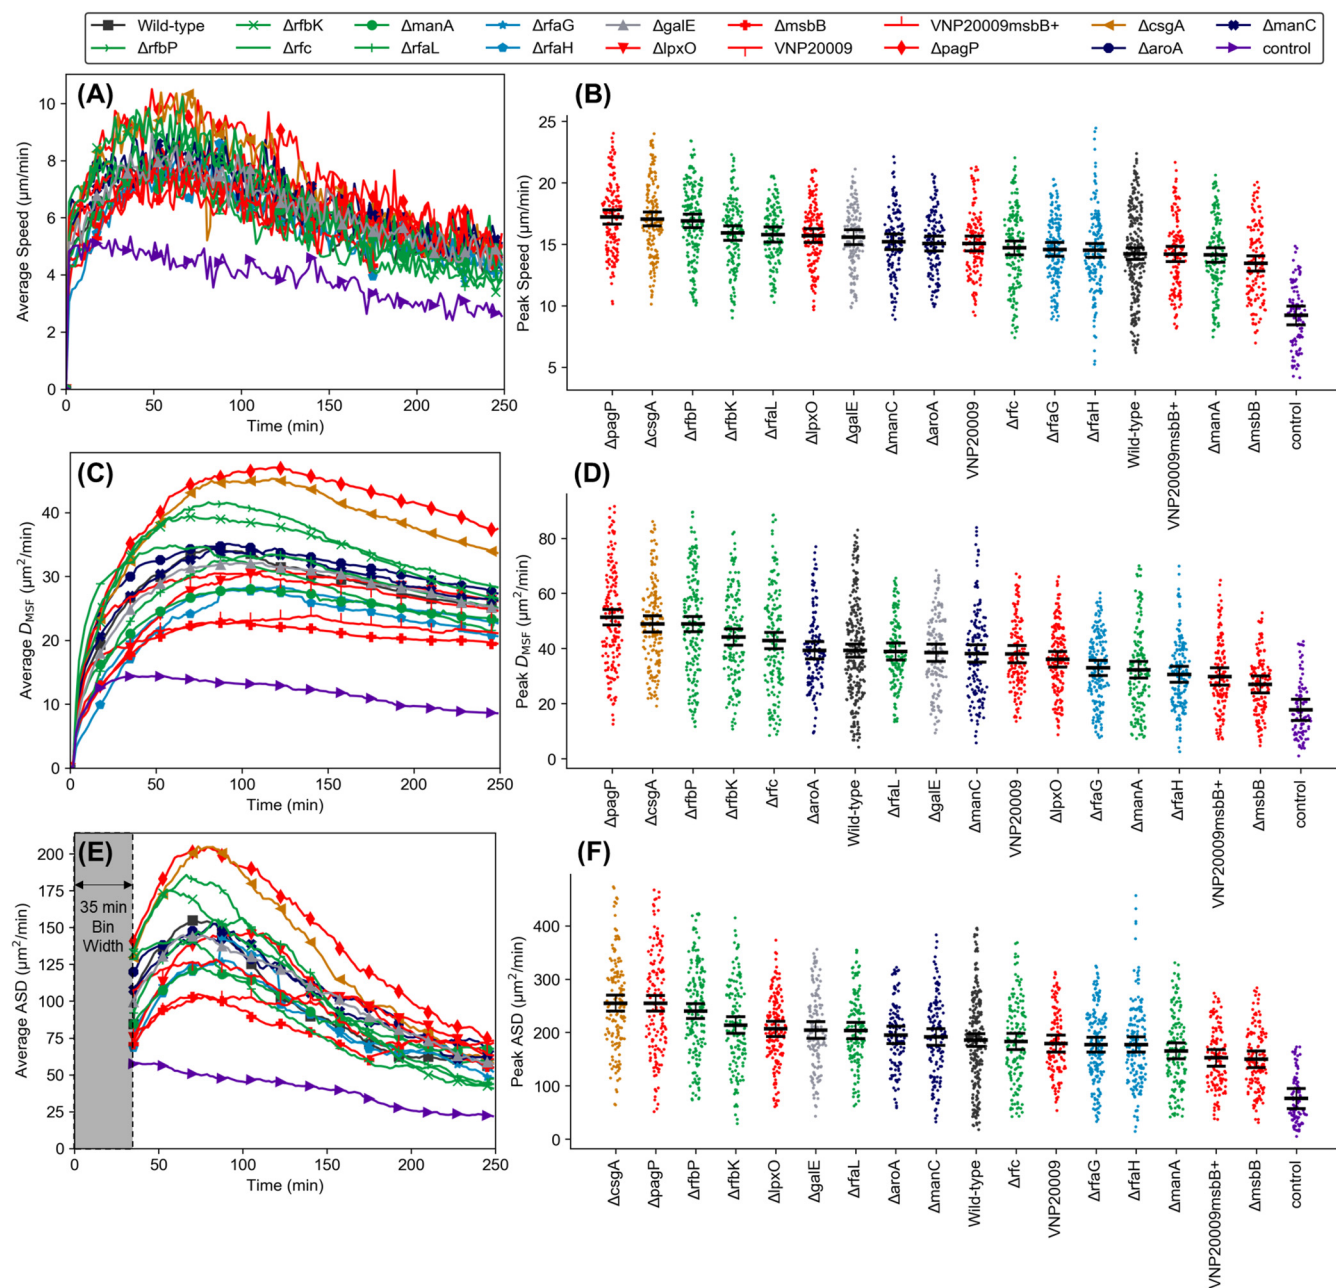 Wild-type ΔrfbK ΔmanA ΔrfaG ΔgalE ΔmsbB VNP20009msbB+ ΔcsgA ΔmanC
ΔrfbP Δrfc ΔrfaL ΔrfaH ΔlpxO VNP20009 ΔpagP ΔaroA control
(A)
Average Speed (μm/min)
10
8
6
4
2
0
0 50 100 150 200 250
Time (min)
(B)
Peak Speed (μm/min)
25
20
15
10
5
ΔpagP ΔcsgA ΔrfbP ΔrfbK ΔrfaL ΔlpxO ΔgalE ΔmanC ΔaroA VNP20009 Δrfc ΔrfaG ΔrfaH Wild-type VNP20009msbB+ ΔmanA ΔmsbB control
(C)
Average D_MSF (μm²/min)
40
30
20
10
0
0 50 100 150 200 250
Time (min)
(D)
Peak D_MSF (μm²/min)
80
60
40
20
0
ΔpagP ΔcsgA ΔrfbP ΔrfbK Δrfc ΔaroA Wild-type ΔrfaL ΔgalE ΔmanC VNP20009 ΔlpxO ΔrfaG ΔmanA ΔrfaH VNP20009msbB+ ΔmsbB control
(E)
Average ASD (μm²/min)
200
175
150
125
100
75
50
25
0
35 min
Bin
Width
0 50 100 150 200 250
Time (min)
(F)
Peak ASD (μm²/min)
400
300
200
100
0
ΔcsgA ΔpagP ΔrfbP ΔrfbK ΔlpxO ΔgalE ΔrfaL ΔaroA ΔmanC Wild-type Δrfc VNP20009 ΔrfaG ΔrfaH ΔmanA VNP20009msbB+ ΔmsbB control